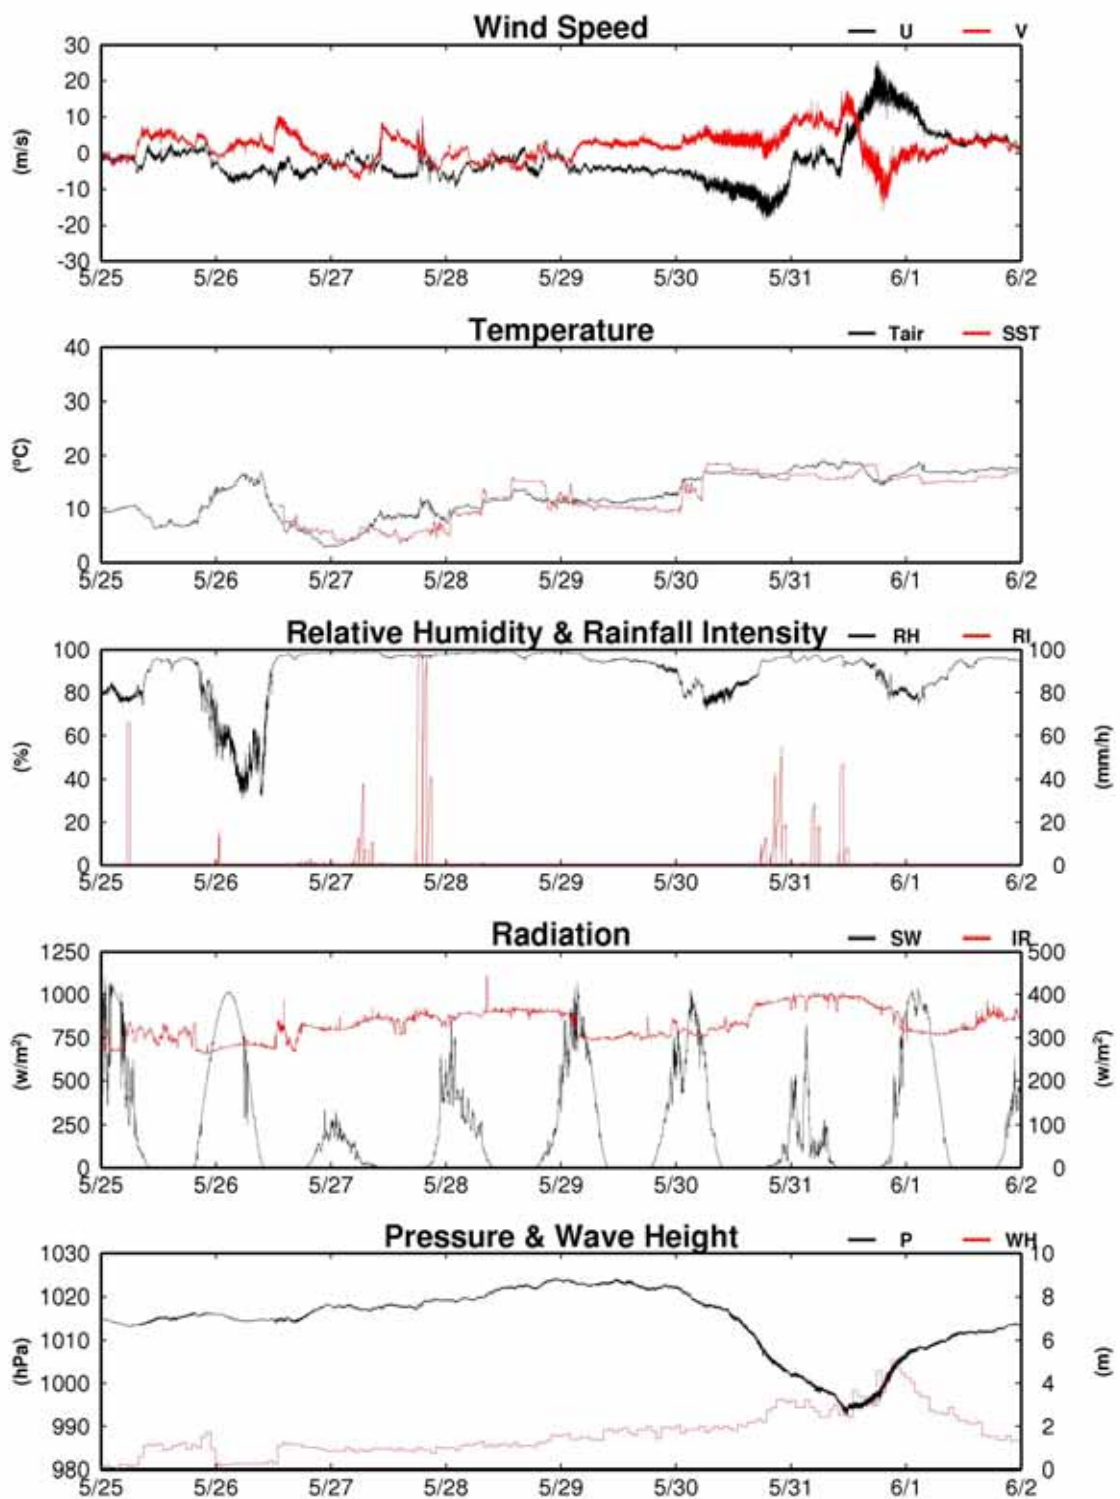 Wind Speed
U V
30
20
10
0
-10
-20
-30
(m/s)
5/25 5/26 5/27 5/28 5/29 5/30 5/31 6/1 6/2
Temperature
Tair SST
40
30
20
10
0
(ºC)
5/25 5/26 5/27 5/28 5/29 5/30 5/31 6/1 6/2
Relative Humidity & Rainfall Intensity
RH RI
100 100
80 80
60 60
40 40
20 20
0 0
(%) (mm/h)
5/25 5/26 5/27 5/28 5/29 5/30 5/31 6/1 6/2
Radiation
SW IR
1250 500
1000 400
750 300
500 200
250 100
0 0
(w/m²) (w/m²)
5/25 5/26 5/27 5/28 5/29 5/30 5/31 6/1 6/2
Pressure & Wave Height
P WH
1030 10
1020 8
1010 6
1000 4
990 2
980 0
(hPa) (m)
5/25 5/26 5/27 5/28 5/29 5/30 5/31 6/1 6/2